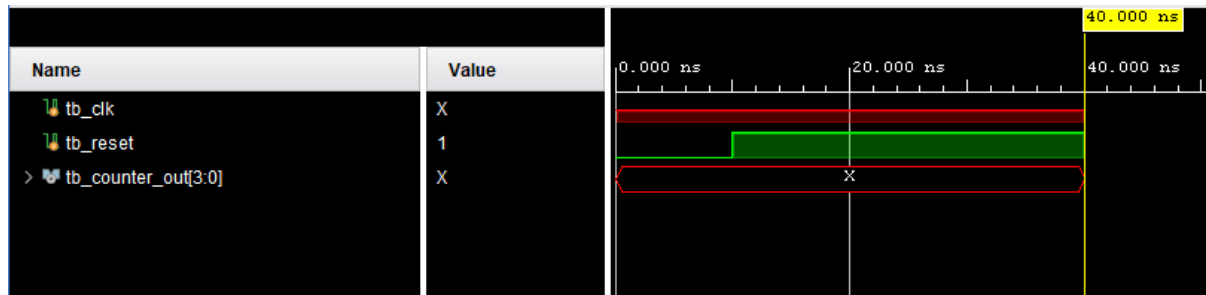 40.000 ns
Name Value 0.000 ns 20.000 ns 40.000 ns
tb_clk X
tb_reset 1
> tb_counter_out[3:0] X X